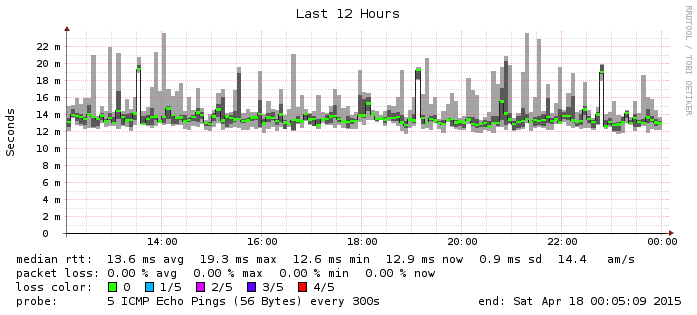 Last 12 Hours
RRDTOOL / TOBI OETIKER
Seconds
22 m
20 m
18 m
16 m
14 m
12 m
10 m
8 m
6 m
4 m
2 m
0
14:00 16:00 18:00 20:00 22:00 00:00
median rtt: 13.6 ms avg 19.3 ms max 12.6 ms min 12.9 ms now 0.9 ms sd 14.4 am/s
packet loss: 0.00 % avg 0.00 % max 0.00 % min 0.00 % now
loss color: 0 1/5 2/5 3/5 4/5
probe: 5 ICMP Echo Pings (56 Bytes) every 300s end: Sat Apr 18 00:05:09 2015